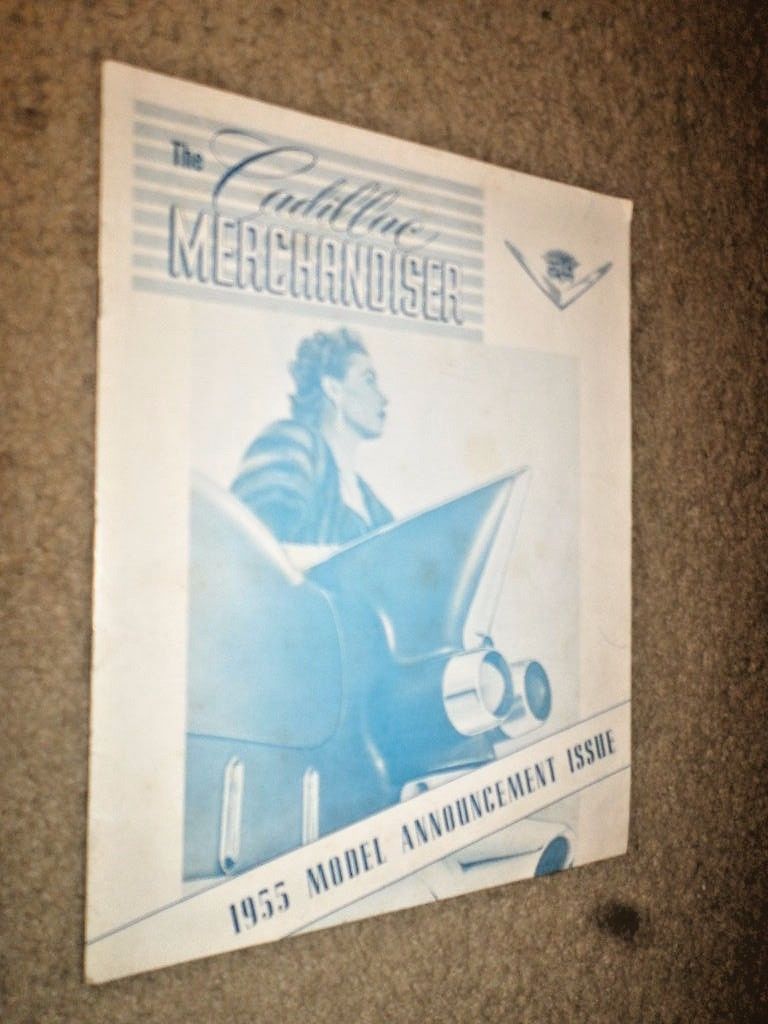 The
Cadillac
MERCHANDISER
1955 MODEL ANNOUNCEMENT ISSUE